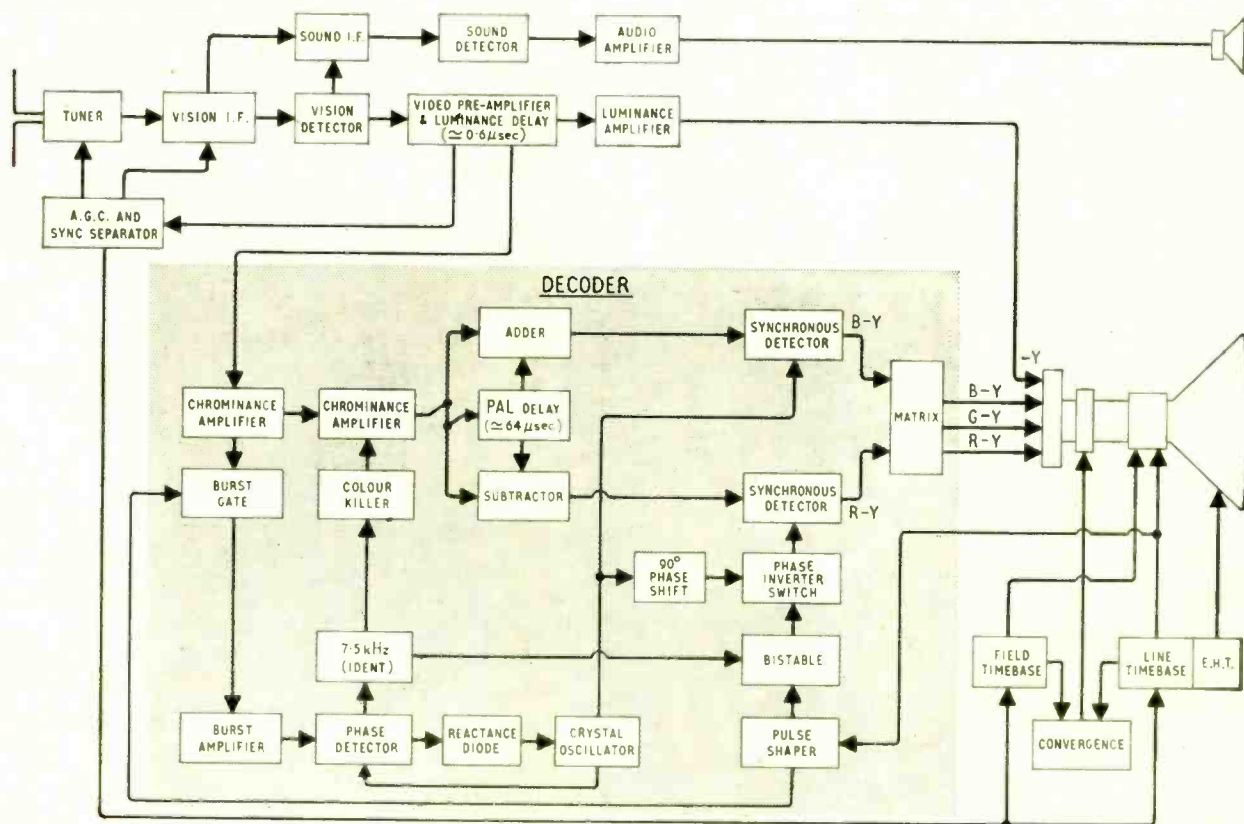 SOUND I.F.
SOUND
DETECTOR
AUDIO
AMPLIFIER
TUNER
VISION I.F.
VISION
DETECTOR
VIDEO PRE-AMPLIFIER
& LUMINANCE DELAY
(≃0·6μsec)
LUMINANCE
AMPLIFIER
A.G.C. AND
SYNC SEPARATOR
DECODER
ADDER
SYNCHRONOUS
DETECTOR
B-Y
-Y
CHROMINANCE
AMPLIFIER
CHROMINANCE
AMPLIFIER
PAL DELAY
(≃64μsec)
MATRIX
B-Y
G-Y
R-Y
BURST
GATE
COLOUR
KILLER
SUBTRACTOR
SYNCHRONOUS
DETECTOR
R-Y
90°
PHASE
SHIFT
PHASE
INVERTER
SWITCH
7·5kHz
(IDENT)
BISTABLE
FIELD
TIMEBASE
LINE
TIMEBASE
E.H.T.
BURST
AMPLIFIER
PHASE
DETECTOR
REACTANCE
DIODE
CRYSTAL
OSCILLATOR
PULSE
SHAPER
CONVERGENCE